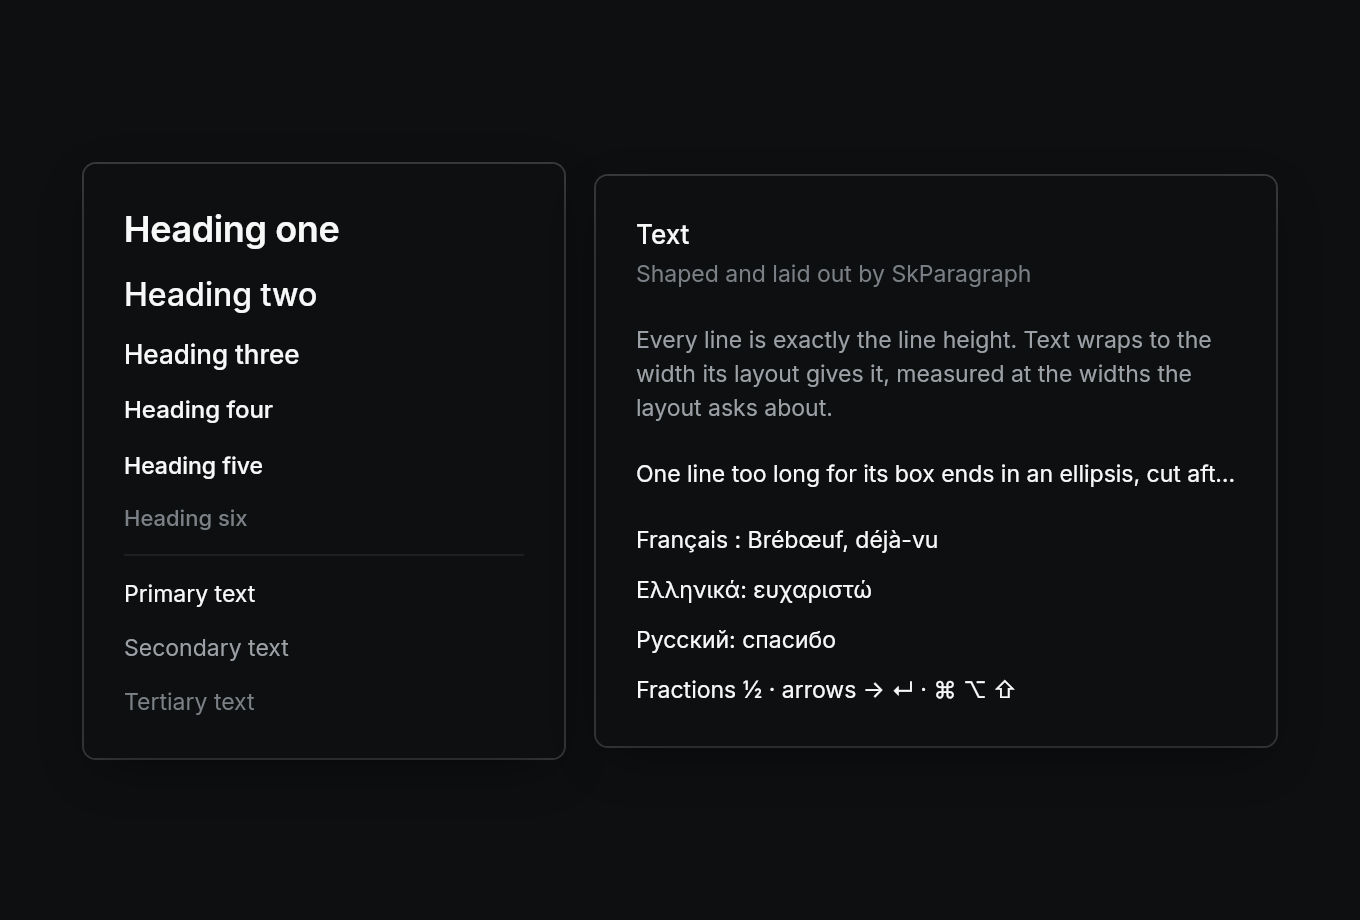 Heading one
Heading two
Heading three
Heading four
Heading five
Heading six
Primary text
Secondary text
Tertiary text
Text
Shaped and laid out by SkParagraph
Every line is exactly the line height. Text wraps to the
width its layout gives it, measured at the widths the
layout asks about.
One line too long for its box ends in an ellipsis, cut aft…
Français : Brébœuf, déjà-vu
Ελληνικά: ευχαριστώ
Русский: спасибо
Fractions ½ · arrows → ↵ · ⌘ ⌥ ⇧